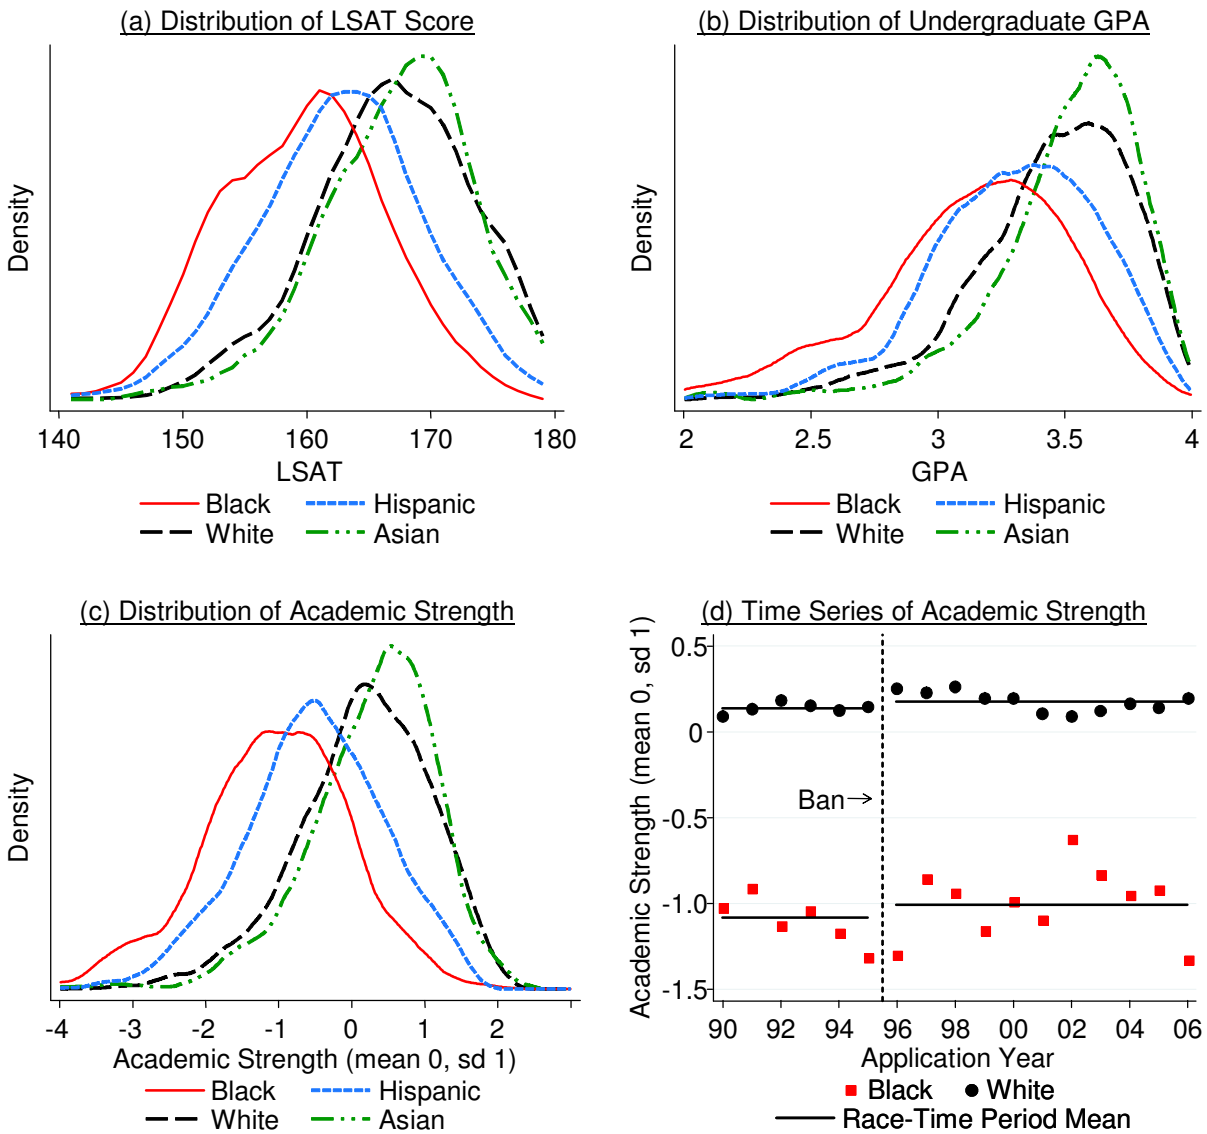 (a) Distribution of LSAT Score
Density
140 150 160 170 180
LSAT
Black Hispanic
White Asian
(b) Distribution of Undergraduate GPA
Density
2 2.5 3 3.5 4
GPA
Black Hispanic
White Asian
(c) Distribution of Academic Strength
Density
-4 -3 -2 -1 0 1 2
Academic Strength (mean 0, sd 1)
Black Hispanic
White Asian
(d) Time Series of Academic Strength
Academic Strength (mean 0, sd 1)
0.5
0
-0.5
-1.0
-1.5
Ban
90 92 94 96 98 00 02 04 06
Application Year
Black White
Race-Time Period Mean